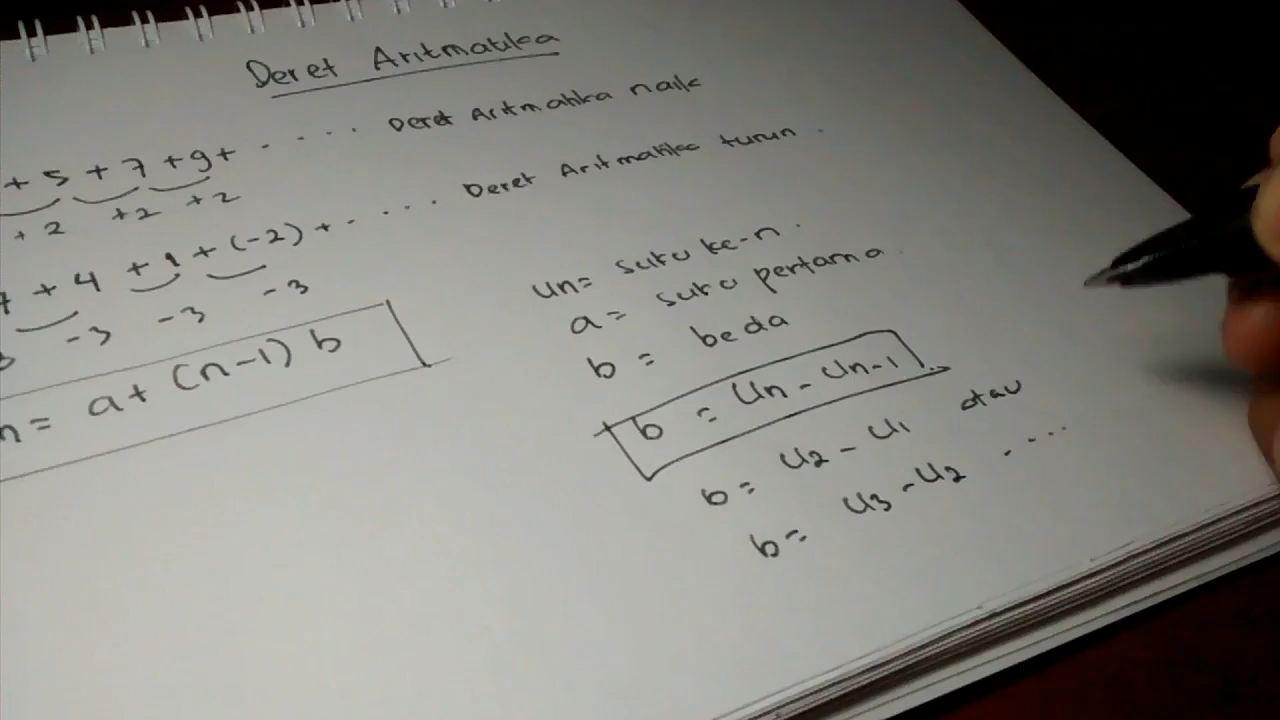 Deret Aritmatika
+ 5 + 7 + 9 + . . . . . Deret Aritmatika naik
+2 +2 +2
7 + 4 + 1 + (-2) + . . . . . Deret Aritmatika turun .
-3 -3 -3
n = a + (n-1) b
Un = suku ke-n .
a = suku pertama .
b = beda
b = Un - Un-1
b = U2 - U1 atau
b = U3 - U2 . . . .